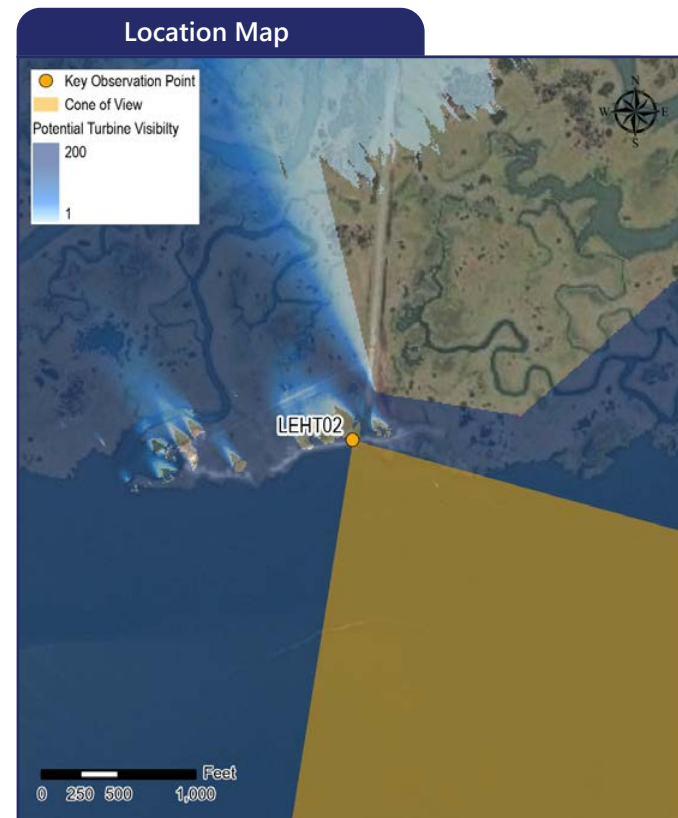 Location Map
Key Observation Point
Cone of View
Potential Turbine Visibilty
200
1
N
W E
S
LEHT02
Feet
0 250 500 1,000